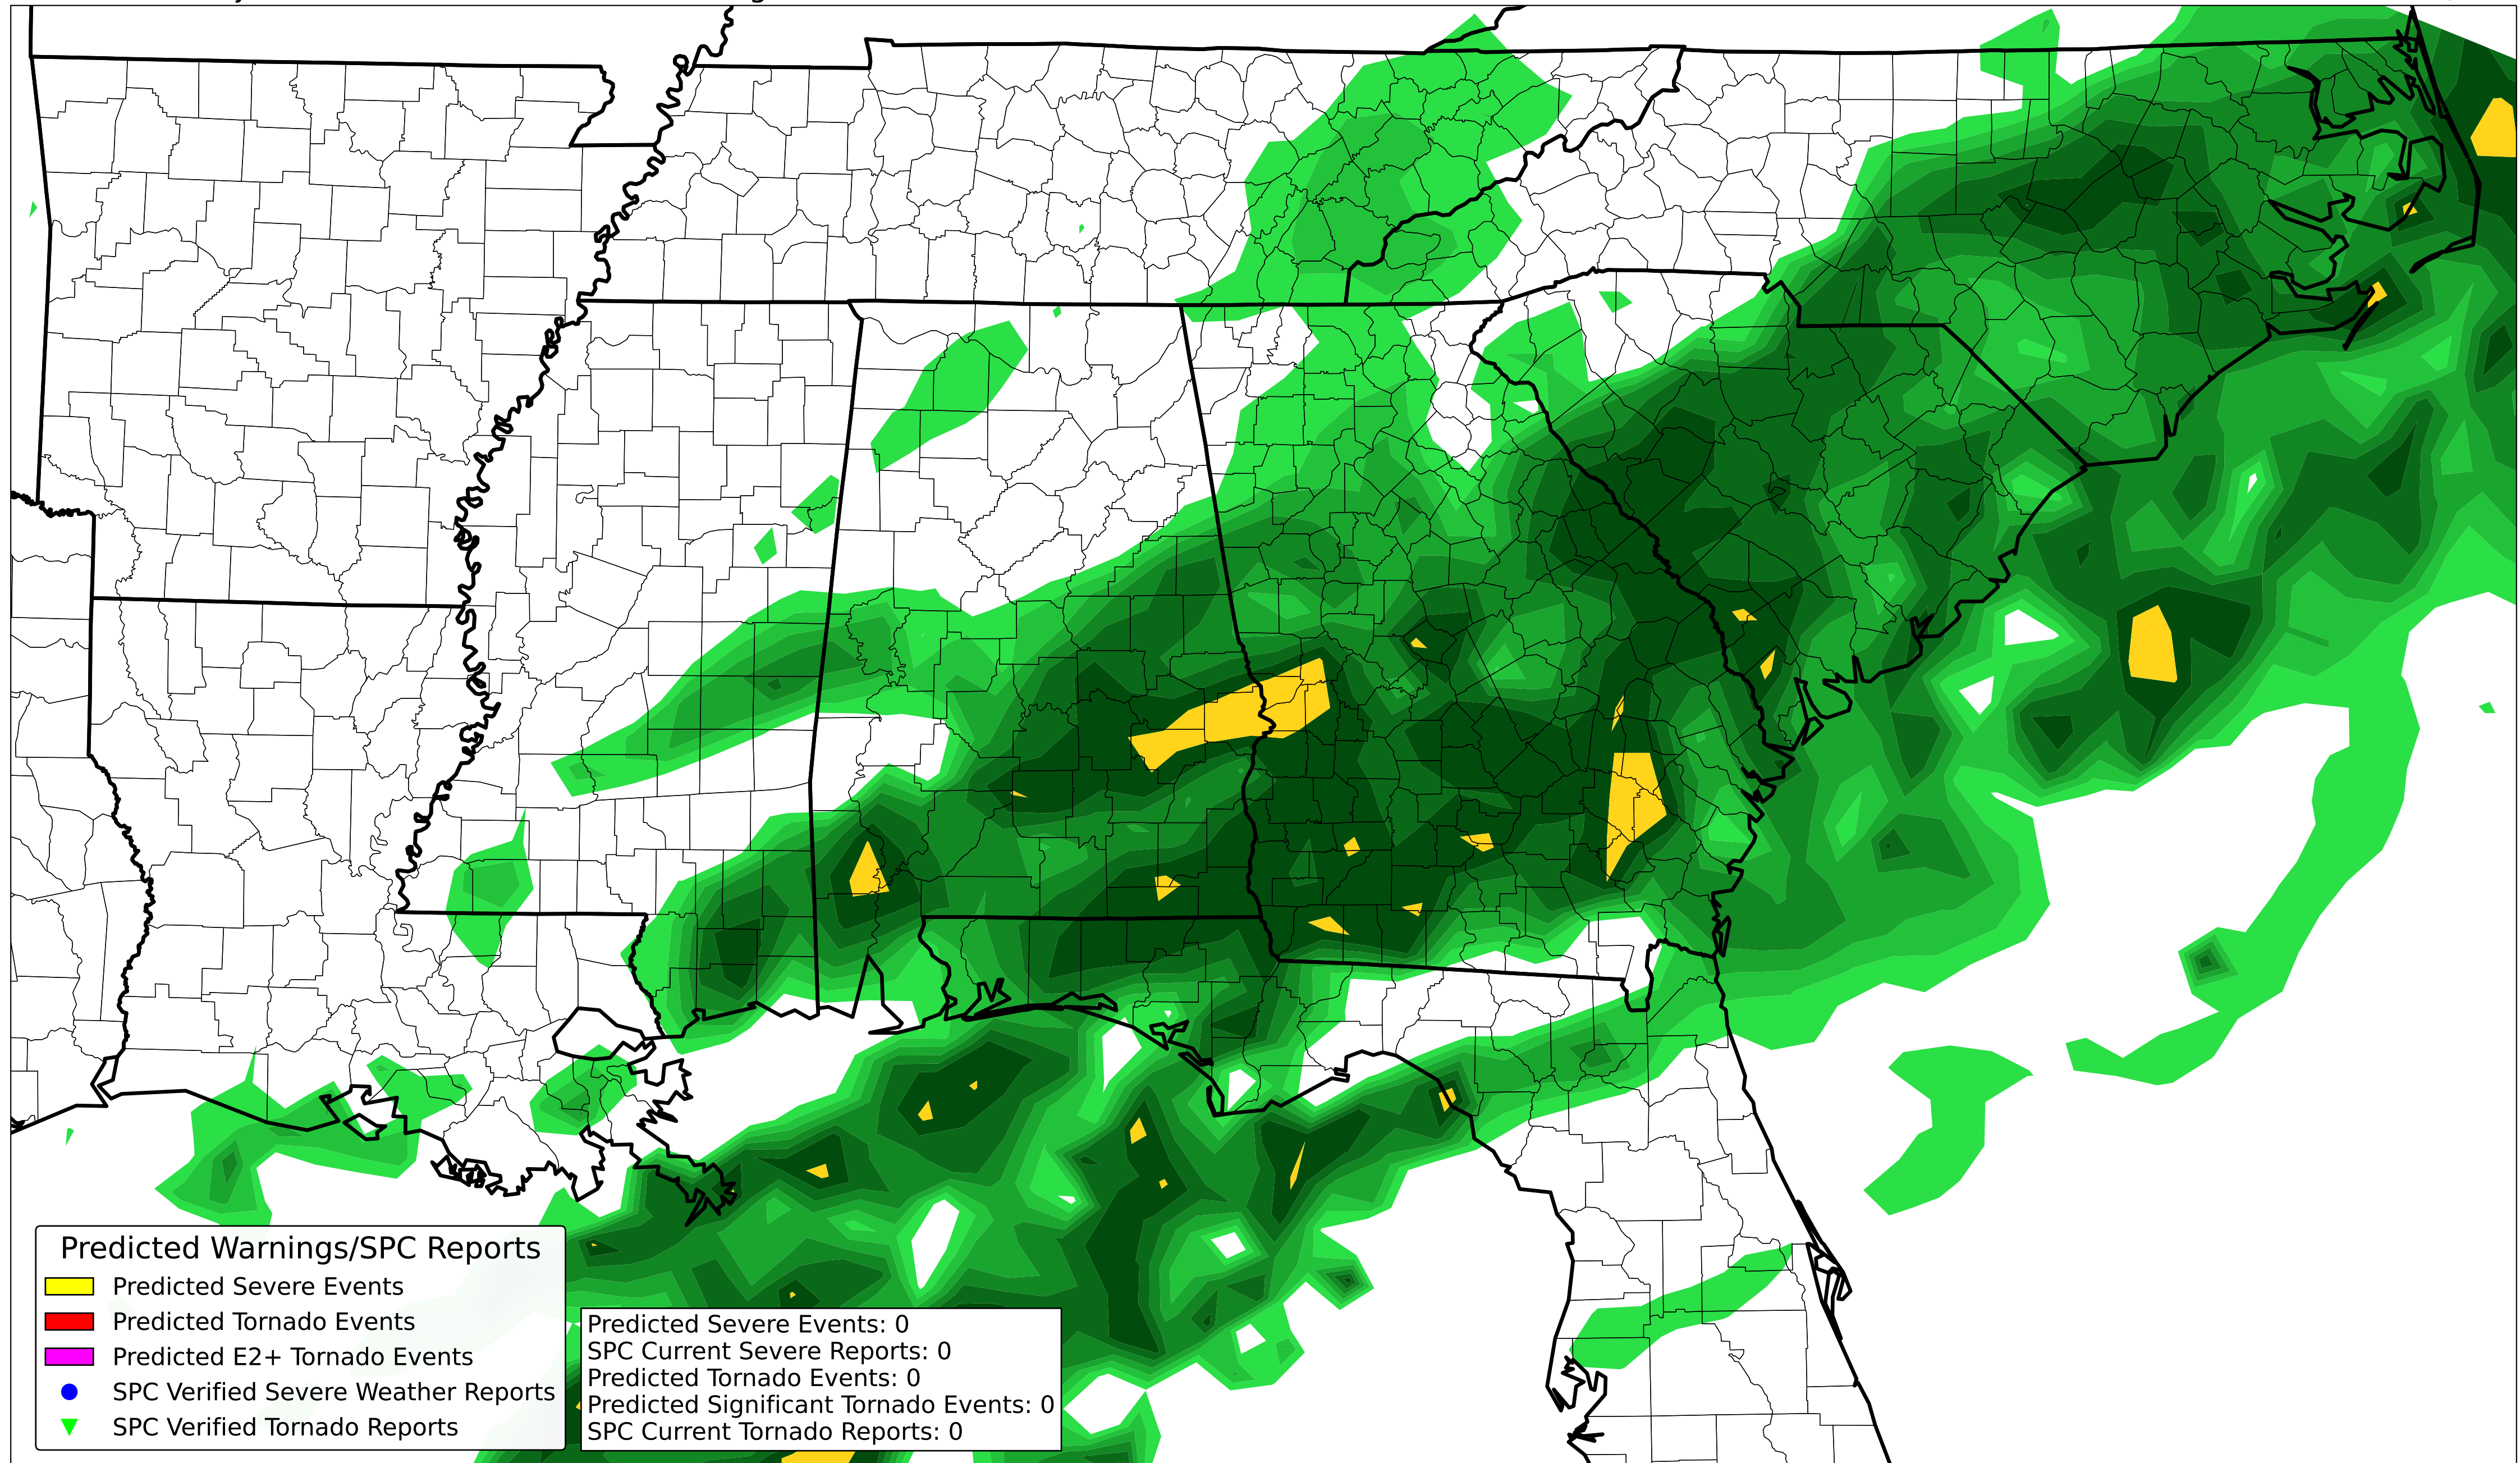 Predicted Warnings/SPC Reports
Predicted Severe Events
Predicted Tornado Events
Predicted E2+ Tornado Events
SPC Verified Severe Weather Reports
SPC Verified Tornado Reports
Predicted Severe Events: 0
SPC Current Severe Reports: 0
Predicted Tornado Events: 0
Predicted Significant Tornado Events: 0
SPC Current Tornado Reports: 0